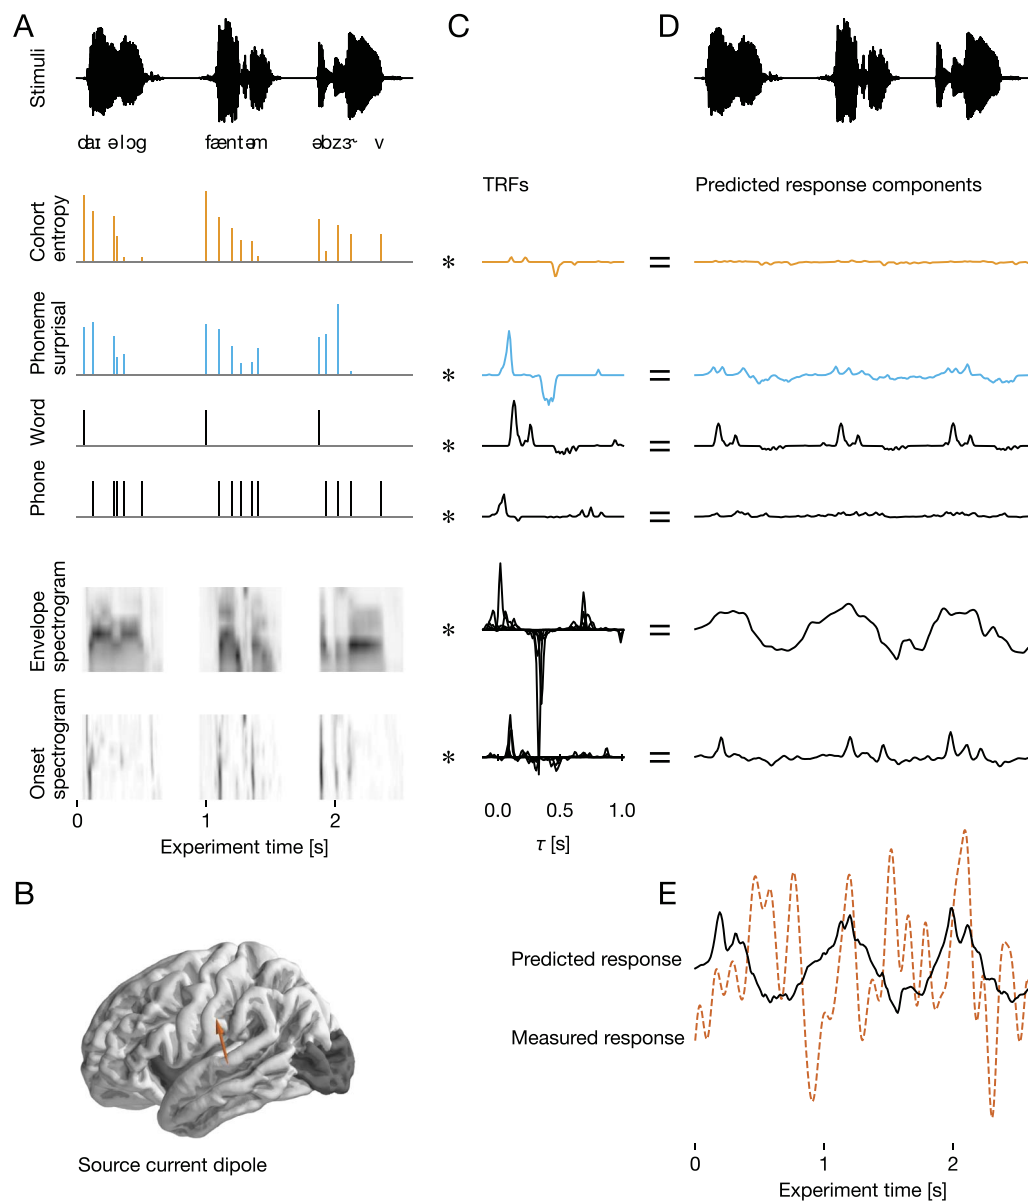 A
C
D
Stimuli
daɪ əlɔg
fæntəm
əbzɝ v
TRFs
Predicted response components
Cohort
entropy
*
=
Phoneme
surprisal
*
=
Word
*
=
Phone
*
=
Envelope
spectrogram
*
=
Onset
spectrogram
*
=
0
1
2
Experiment time [s]
0.0
0.5
1.0
τ [s]
B
Source current dipole
E
Predicted response
Measured response
0
1
2
Experiment time [s]